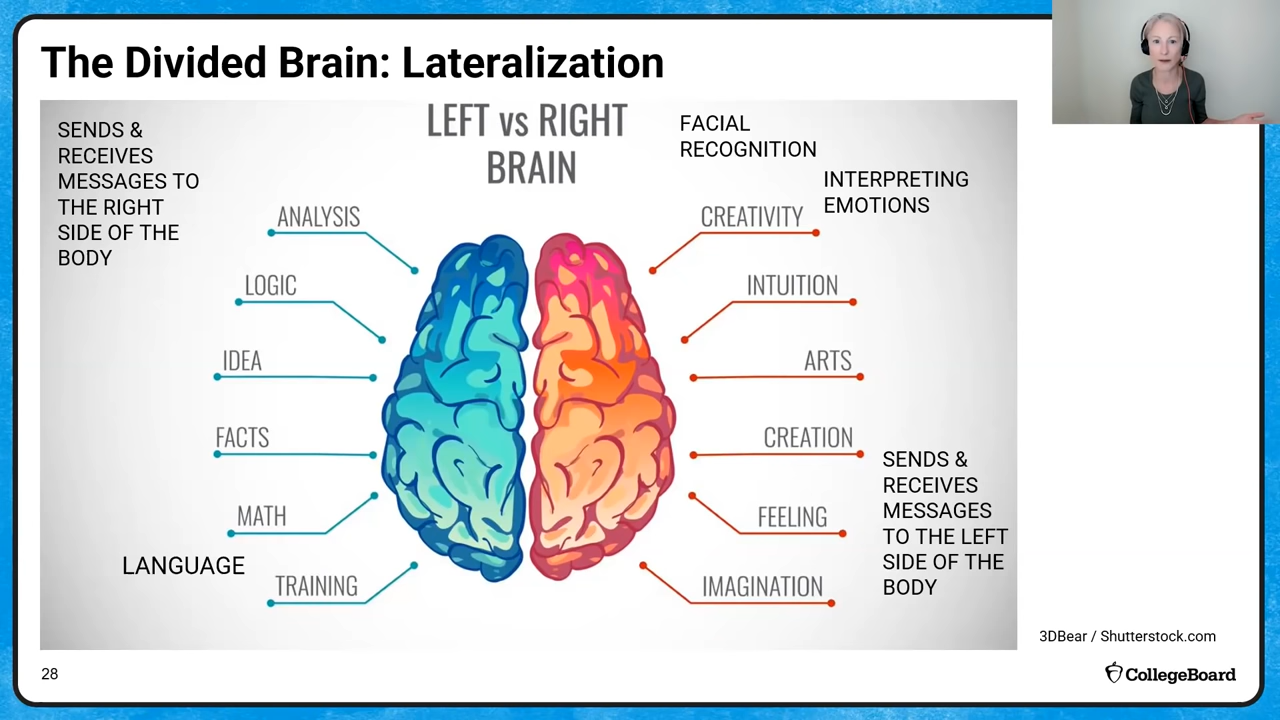 The Divided Brain: Lateralization
LEFT vs RIGHT
BRAIN
SENDS &
RECEIVES
MESSAGES TO
THE RIGHT
SIDE OF THE
BODY
ANALYSIS
LOGIC
IDEA
FACTS
MATH
LANGUAGE
TRAINING
FACIAL
RECOGNITION
INTERPRETING
EMOTIONS
CREATIVITY
INTUITION
ARTS
CREATION
FEELING
IMAGINATION
SENDS &
RECEIVES
MESSAGES
TO THE LEFT
SIDE OF THE
BODY
3DBear / Shutterstock.com
28
CollegeBoard